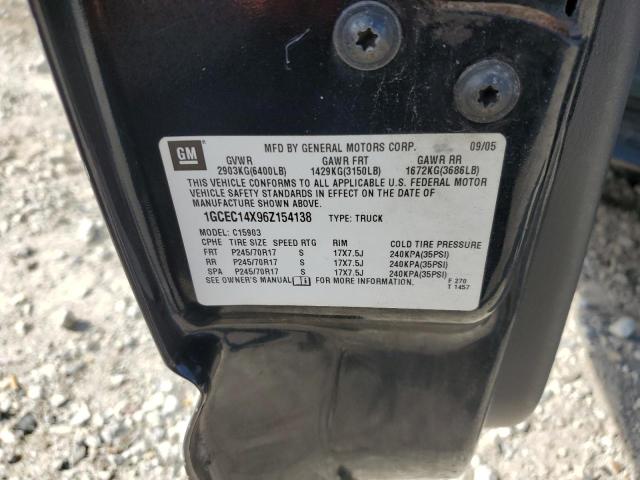 GM
MFD BY GENERAL MOTORS CORP. 09/05
GVWR GAWR FRT GAWR RR
2903KG(6400LB) 1429KG(3150LB) 1672KG(3686LB)
THIS VEHICLE CONFORMS TO ALL APPLICABLE U.S. FEDERAL MOTOR
VEHICLE SAFETY STANDARDS IN EFFECT ON THE DATE OF
MANUFACTURE SHOWN ABOVE.
1GCEC14X96Z154138 TYPE: TRUCK
MODEL: C15903
CPHE TIRE SIZE SPEED RTG RIM COLD TIRE PRESSURE
FRT P245/70R17 S 17X7.5J 240KPA(35PSI)
RR P245/70R17 S 17X7.5J 240KPA(35PSI)
SPA P245/70R17 S 17X7.5J 240KPA(35PSI)
SEE OWNER'S MANUAL i FOR MORE INFORMATION.
F 270
T 1457